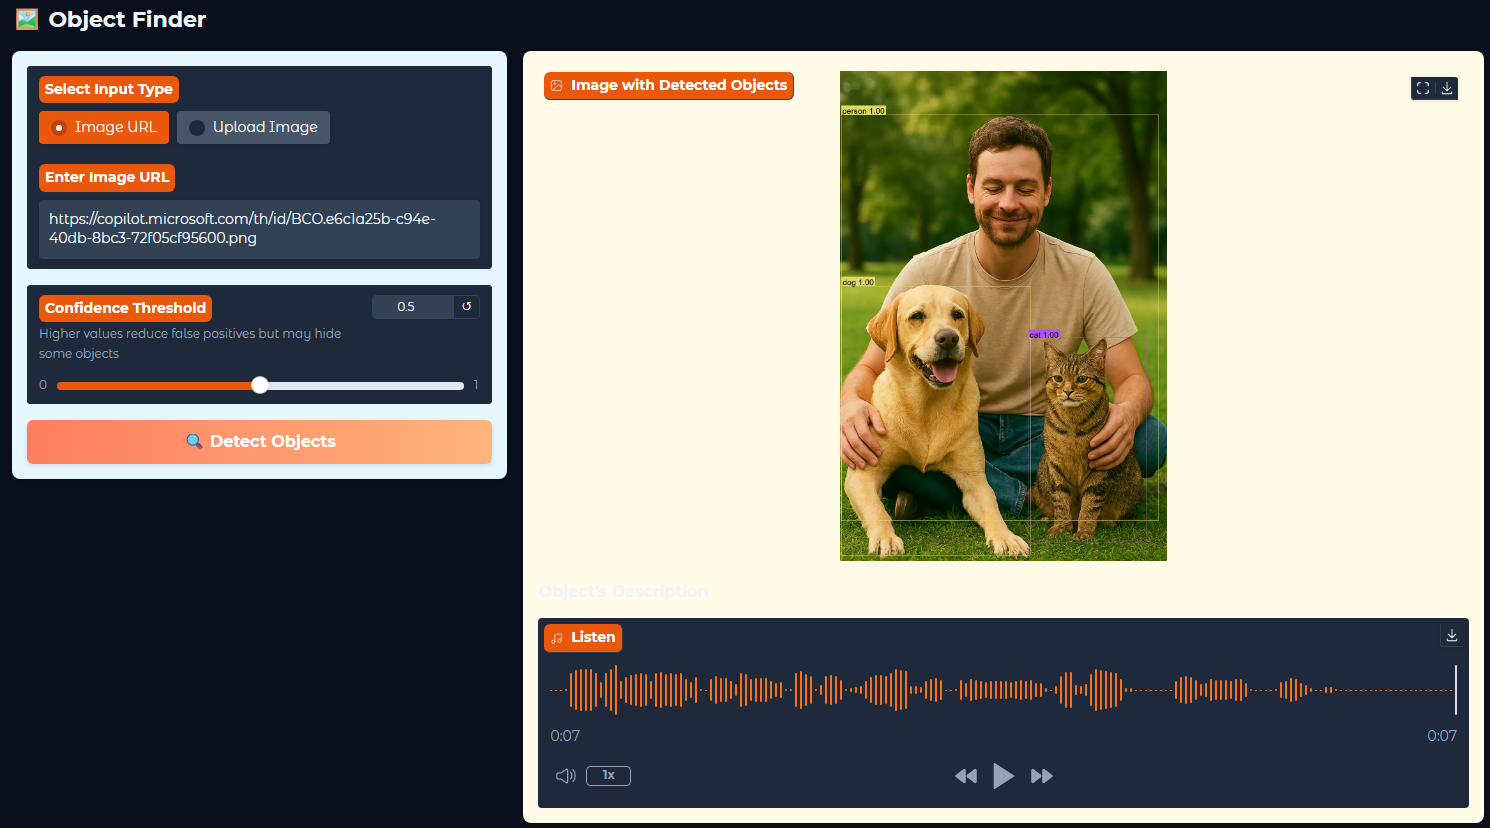 Object Finder
Select Input Type
Image URL
Upload Image
Enter Image URL
https://copilot.microsoft.com/th/id/BCO.e6c1a25b-c94e-
40db-8bc3-72f05cf95600.png
Confidence Threshold
0.5
Higher values reduce false positives but may hide
some objects
0
1
Detect Objects
Image with Detected Objects
person 1.00
dog 1.00
cat 1.00
Object's Description
Listen
0:07
0:07
1x